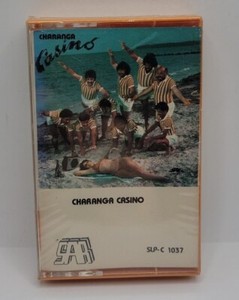 CHARANGA
Casino
CHARANGA CASINO
SAR
SLP-C 1037